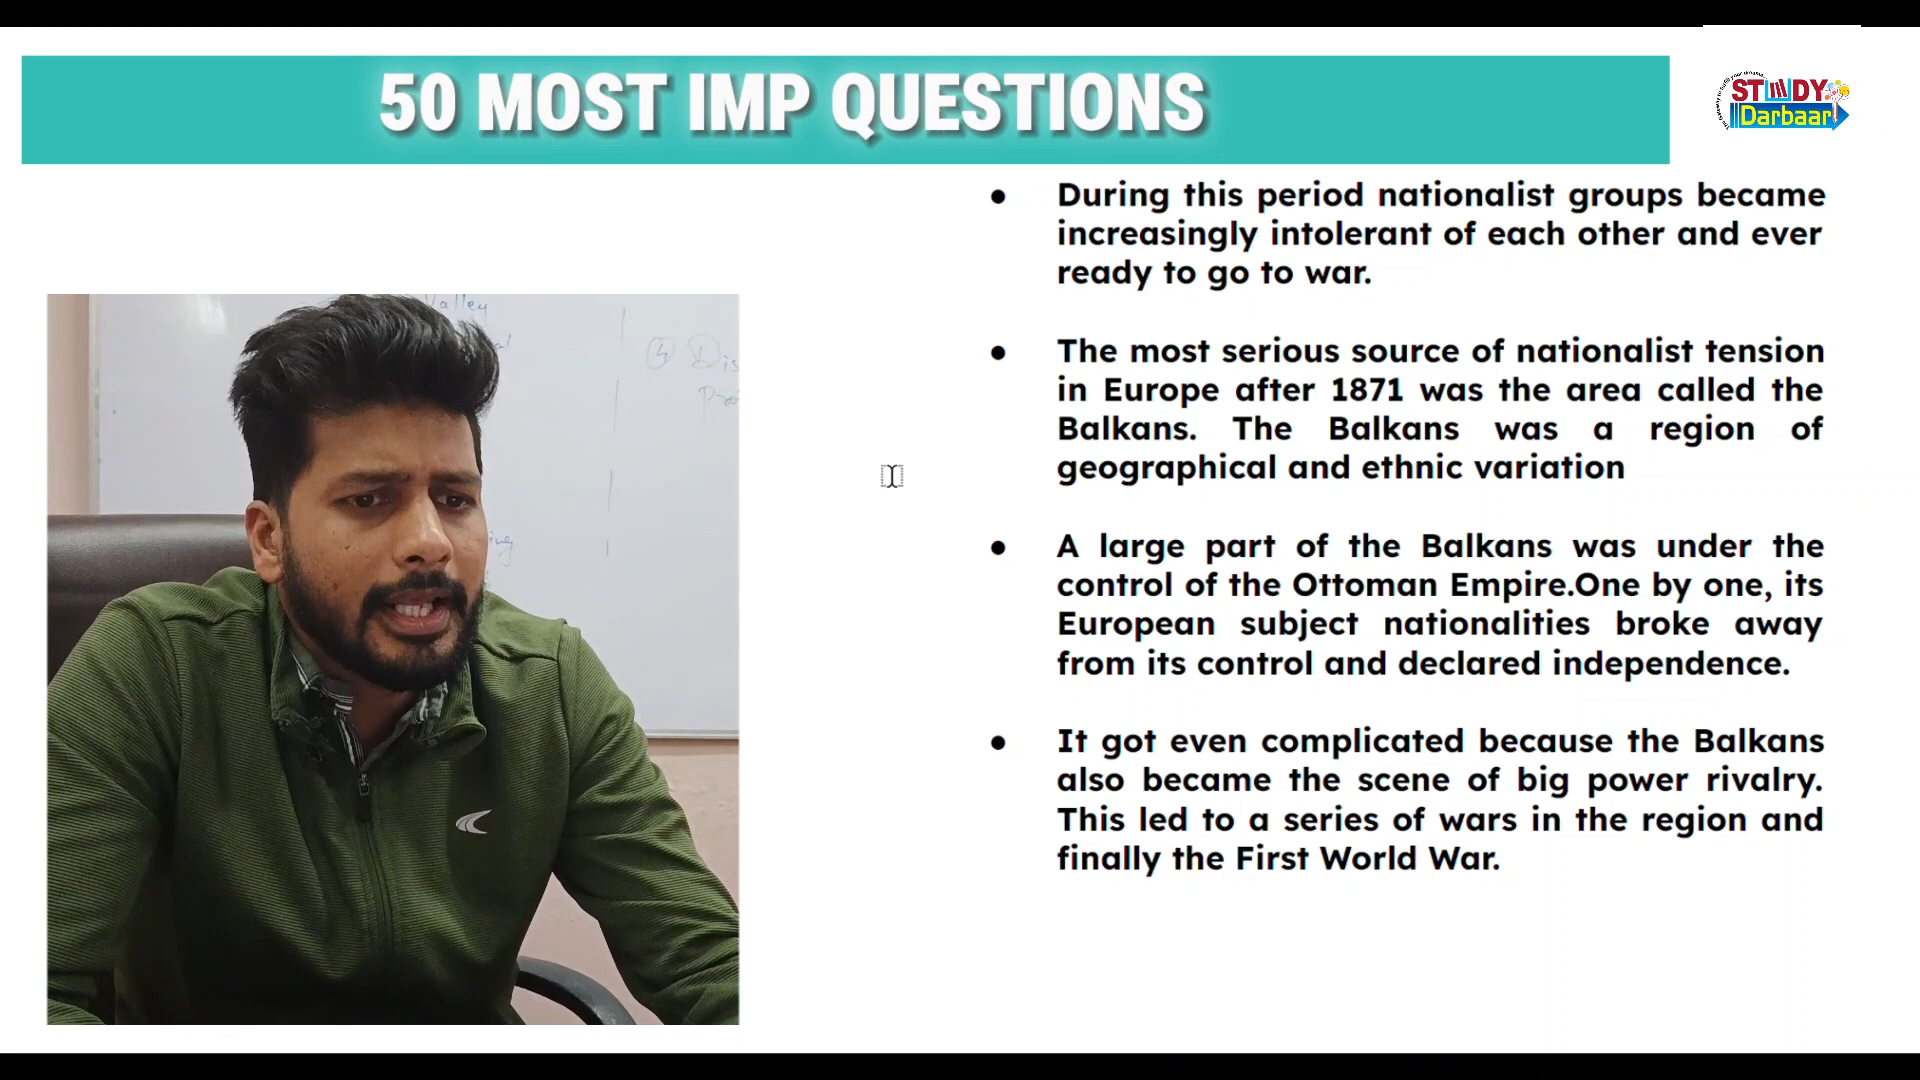 50 MOST IMP QUESTIONS
STUDY
Darbaar
Valley
● During this period nationalist groups became
increasingly intolerant of each other and ever
ready to go to war.
● The most serious source of nationalist tension
in Europe after 1871 was the area called the
Balkans. The Balkans was a region of
geographical and ethnic variation
● A large part of the Balkans was under the
control of the Ottoman Empire.One by one, its
European subject nationalities broke away
from its control and declared independence.
● It got even complicated because the Balkans
also became the scene of big power rivalry.
This led to a series of wars in the region and
finally the First World War.